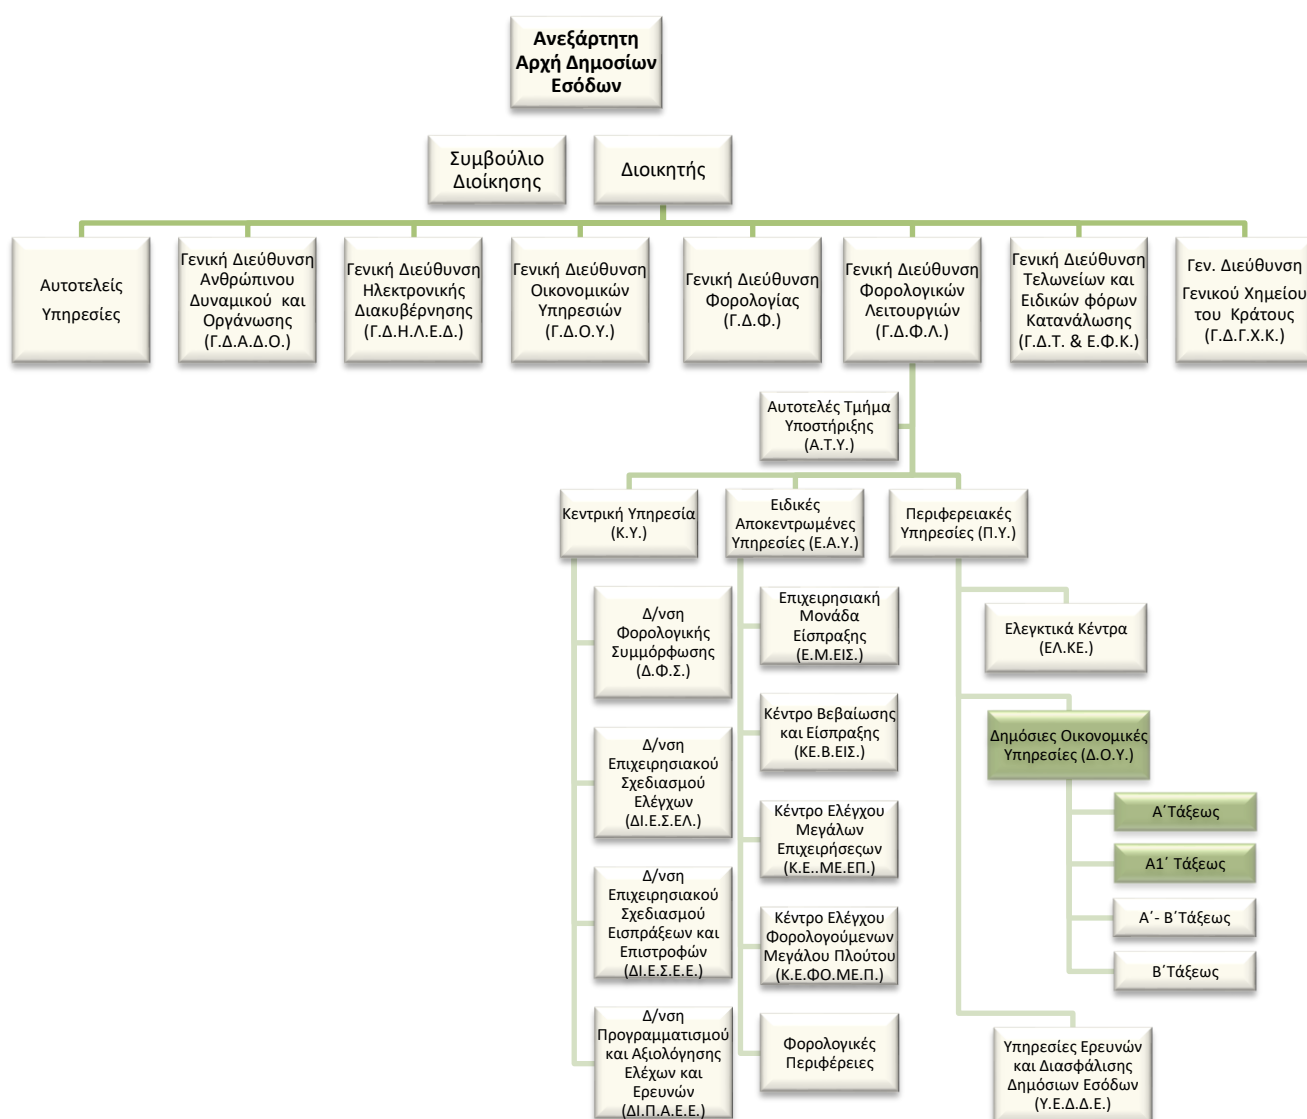 Ανεξάρτητη
Αρχή Δημοσίων
Εσόδων
Συμβούλιο
Διοίκησης
Διοικητής
Αυτοτελείς
Υπηρεσίες
Γενική Διεύθυνση
Ανθρώπινου
Δυναμικού και
Οργάνωσης
(Γ.Δ.Α.Δ.Ο.)
Γενική Διεύθυνση
Ηλεκτρονικής
Διακυβέρνησης
(Γ.Δ.Η.Λ.Ε.Δ.)
Γενική Διεύθυνση
Οικονομικών
Υπηρεσιών
(Γ.Δ.Ο.Υ.)
Γενική Διεύθυνση
Φορολογίας
(Γ.Δ.Φ.)
Γενική Διεύθυνση
Φορολογικών
Λειτουργιών
(Γ.Δ.Φ.Λ.)
Γενική Διεύθυνση
Τελωνείων και
Ειδικών φόρων
Κατανάλωσης
(Γ.Δ.Τ. & Ε.Φ.Κ.)
Γεν. Διεύθυνση
Γενικού Χημείου
του Κράτους
(Γ.Δ.Γ.Χ.Κ.)
Αυτοτελές Τμήμα
Υποστήριξης
(Α.Τ.Υ.)
Κεντρική Υπηρεσία
(Κ.Υ.)
Ειδικές
Αποκεντρωμένες
Υπηρεσίες (Ε.Α.Υ.)
Περιφερειακές
Υπηρεσίες (Π.Υ.)
Δ/νση
Φορολογικής
Συμμόρφωσης
(Δ.Φ.Σ.)
Δ/νση
Επιχειρησιακού
Σχεδιασμού
Ελέγχων
(ΔΙ.Ε.Σ.ΕΛ.)
Δ/νση
Επιχειρησιακού
Σχεδιασμού
Εισπράξεων και
Επιστροφών
(ΔΙ.Ε.Σ.Ε.Ε.)
Δ/νση
Προγραμματισμού
και Αξιολόγησης
Ελέχων και
Ερευνών
(ΔΙ.Π.Α.Ε.Ε.)
Επιχειρησιακή
Μονάδα
Είσπραξης
(Ε.Μ.ΕΙΣ.)
Κέντρο Βεβαίωσης
και Είσπραξης
(ΚΕ.Β.ΕΙΣ.)
Κέντρο Ελέγχου
Μεγάλων
Επιχειρήσεςων
(Κ.Ε..ΜΕ.ΕΠ.)
Κέντρο Ελέγχου
Φορολογούμενων
Μεγάλου Πλούτου
(Κ.Ε.ΦΟ.ΜΕ.Π.)
Φορολογικές
Περιφέρειες
Ελεγκτικά Κέντρα
(ΕΛ.ΚΕ.)
Δημόσιες Οικονομικές
Υπηρεσίες (Δ.Ο.Υ.)
Α΄Τάξεως
Α1΄ Τάξεως
Α΄- Β΄Τάξεως
Β΄Τάξεως
Υπηρεσίες Ερευνών
και Διασφάλισης
Δημόσιων Εσόδων
(Υ.Ε.Δ.Δ.Ε.)